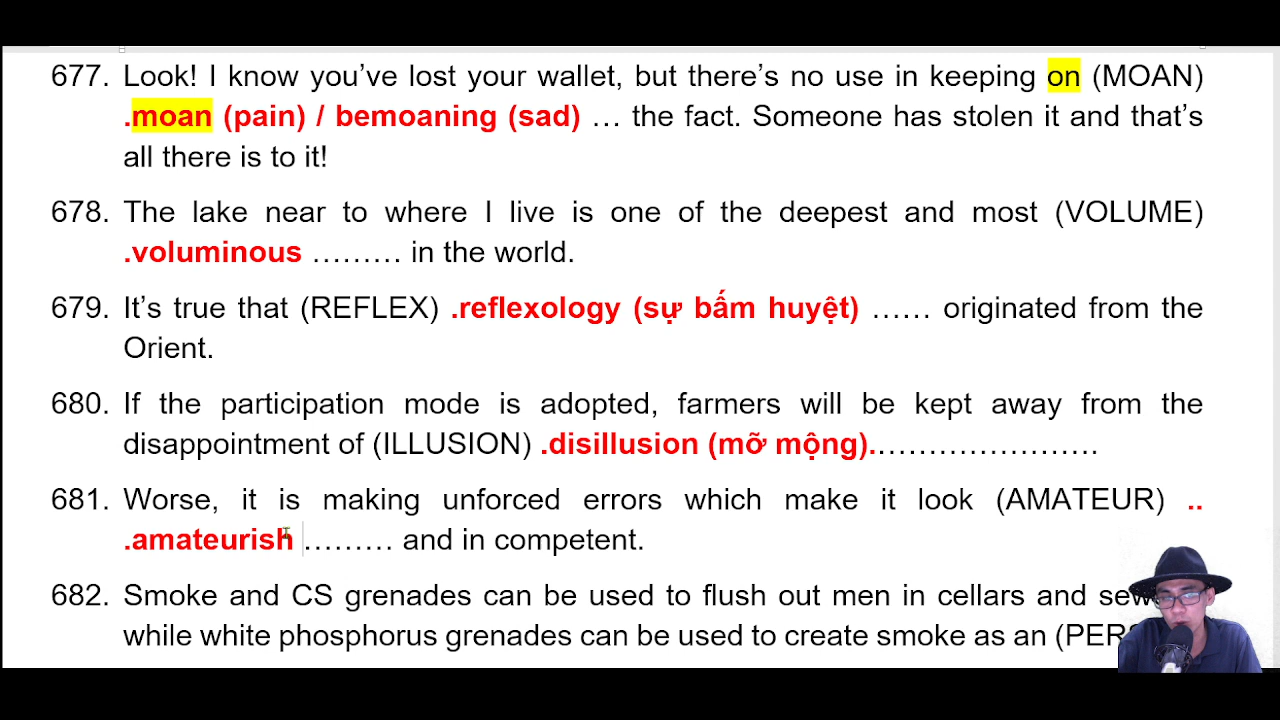 677. Look! I know you’ve lost your wallet, but there’s no use in keeping on (MOAN)
.moan (pain) / bemoaning (sad) … the fact. Someone has stolen it and that’s
all there is to it!
678. The lake near to where I live is one of the deepest and most (VOLUME)
.voluminous ……… in the world.
679. It’s true that (REFLEX) .reflexology (sự bấm huyệt) …… originated from the
Orient.
680. If the participation mode is adopted, farmers will be kept away from the
disappointment of (ILLUSION) .disillusion (mỡ mộng).………………….
681. Worse, it is making unforced errors which make it look (AMATEUR) ..
.amateurish ……… and in competent.
682. Smoke and CS grenades can be used to flush out men in cellars and
while white phosphorus grenades can be used to create smoke as an